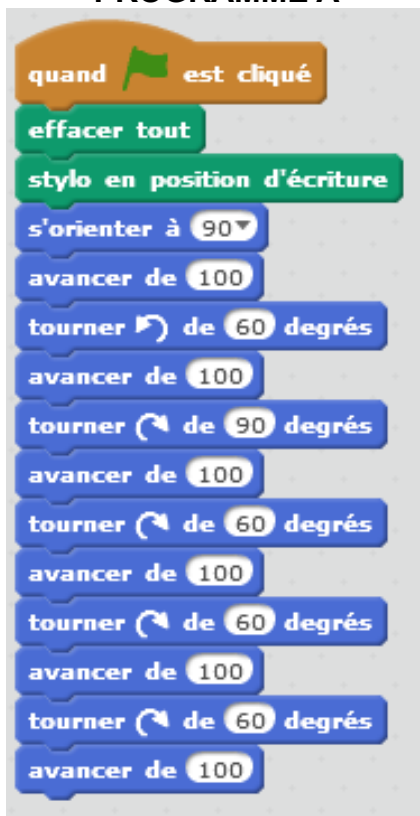 PROGRAMME A
quand est cliqué
effacer tout
stylo en position d'écriture
s'orienter à 90
avancer de 100
tourner de 60 degrés
avancer de 100
tourner de 90 degrés
avancer de 100
tourner de 60 degrés
avancer de 100
tourner de 60 degrés
avancer de 100
tourner de 60 degrés
avancer de 100